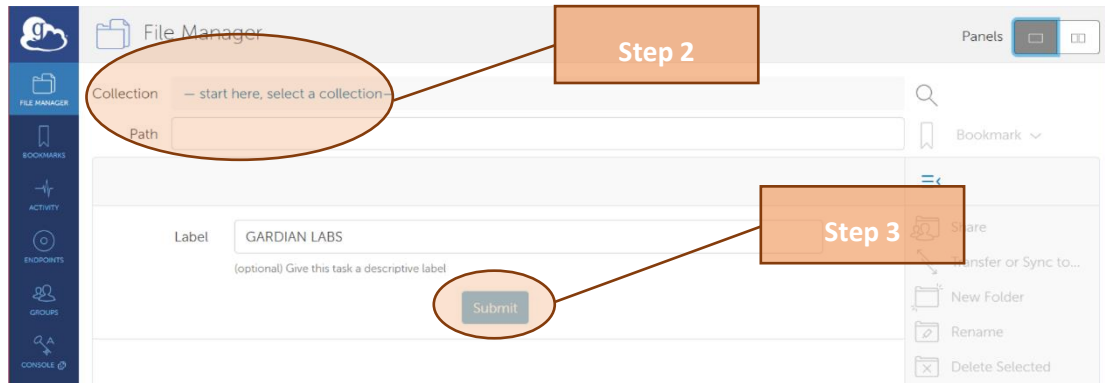 File Manager
Panels
Step 2
FILE MANAGER
Collection
— start here, select a collection—
Path
Bookmark
BOOKMARKS
ACTIVITY
Label
GARDIAN LABS
Step 3
Share
(optional) Give this task a descriptive label
Transfer or Sync to...
ENDPOINTS
Submit
New Folder
GROUPS
Rename
CONSOLE
Delete Selected